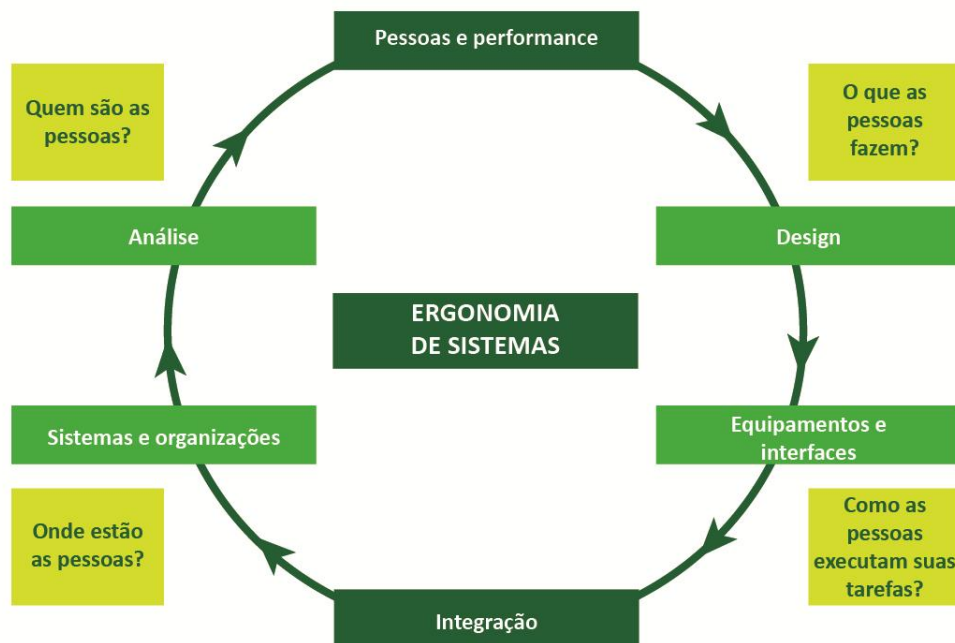 Pessoas e performance
Quem são as
pessoas?
O que as
pessoas
fazem?
Análise
Design
ERGONOMIA
DE SISTEMAS
Sistemas e organizações
Equipamentos e
interfaces
Onde estão
as pessoas?
Como as
pessoas
executam suas
tarefas?
Integração